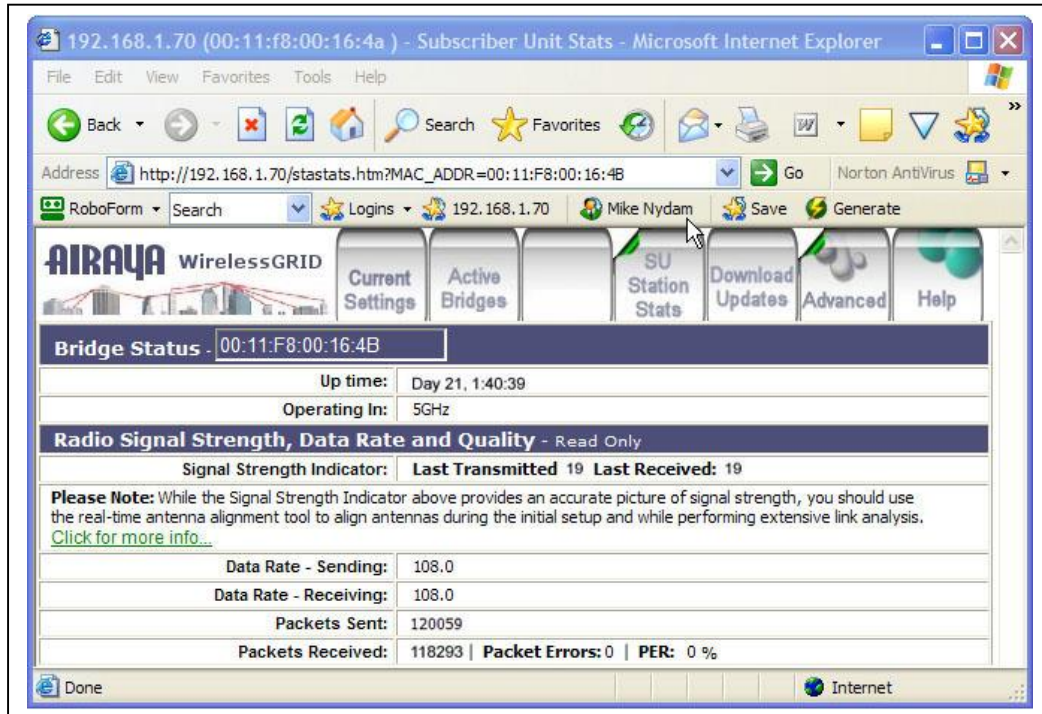 192.168.1.70 (00:11:f8:00:16:4a ) - Subscriber Unit Stats - Microsoft Internet Explorer
File Edit View Favorites Tools Help
Back Search Favorites »
Address http://192.168.1.70/stastats.htm?MAC_ADDR=00:11:F8:00:16:4B Go Norton AntiVirus
RoboForm Search Logins 192.168.1.70 Mike Nydam Save Generate
AIRAYA WirelessGRID
Current Settings
Active Bridges
SU Station Stats
Download Updates
Advanced
Help
Bridge Status - 00:11:F8:00:16:4B
Up time: Day 21, 1:40:39
Operating In: 5GHz
Radio Signal Strength, Data Rate and Quality - Read Only
Signal Strength Indicator: Last Transmitted 19 Last Received: 19
Please Note: While the Signal Strength Indicator above provides an accurate picture of signal strength, you should use
the real-time antenna alignment tool to align antennas during the initial setup and while performing extensive link analysis.
Click for more info...
Data Rate - Sending: 108.0
Data Rate - Receiving: 108.0
Packets Sent: 120059
Packets Received: 118293 | Packet Errors: 0 | PER: 0 %
Done Internet